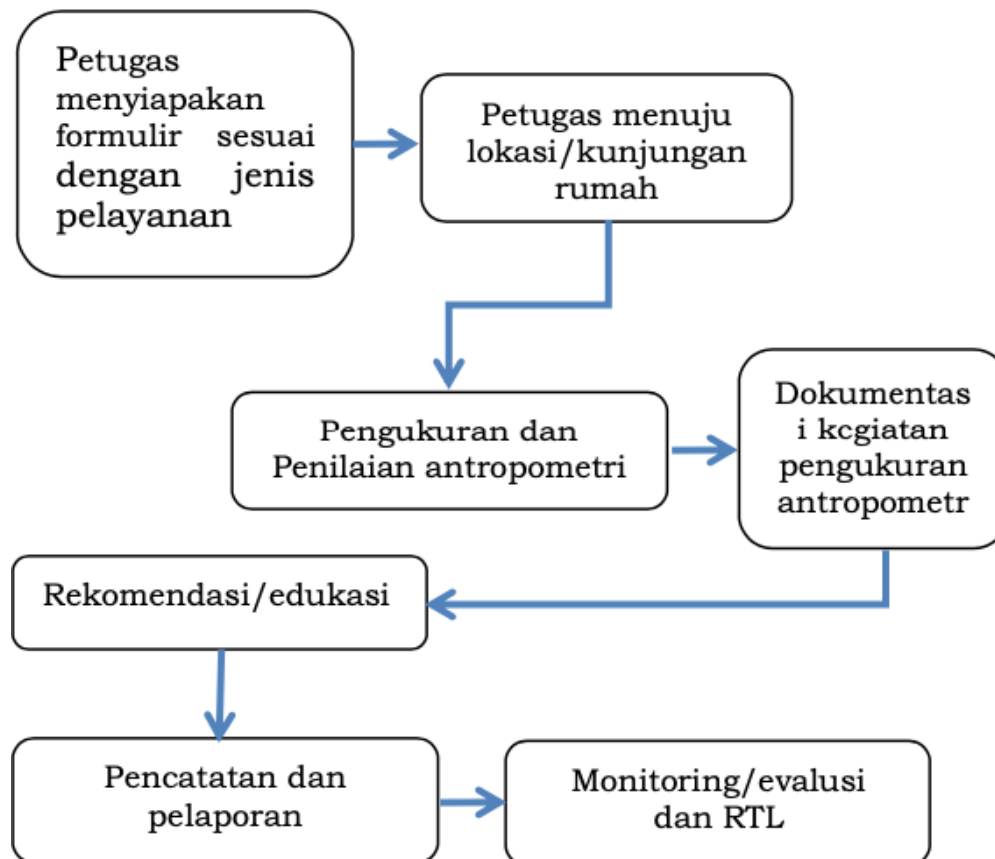 Petugas
menyiapakan
formulir sesuai
dengan jenis
pelayanan
Petugas menuju
lokasi/kunjungan
rumah
Pengukuran dan
Penilaian antropometri
Dokumentas
i kcgiatan
pengukuran
antropometr
Rekomendasi/edukasi
Pencatatan dan
pelaporan
Monitoring/evalusi
dan RTL